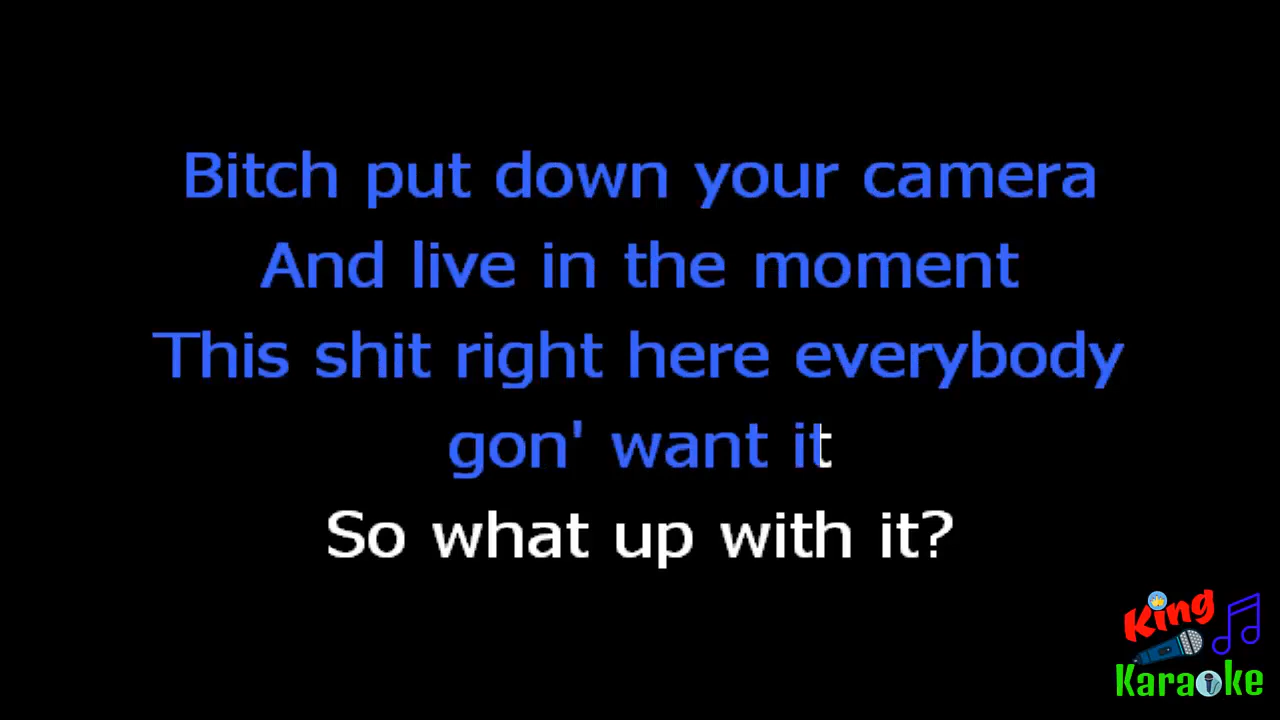 Bitch put down your camera
And live in the moment
This shit right here everybody
gon' want it
So what up with it?
King
Karaoke